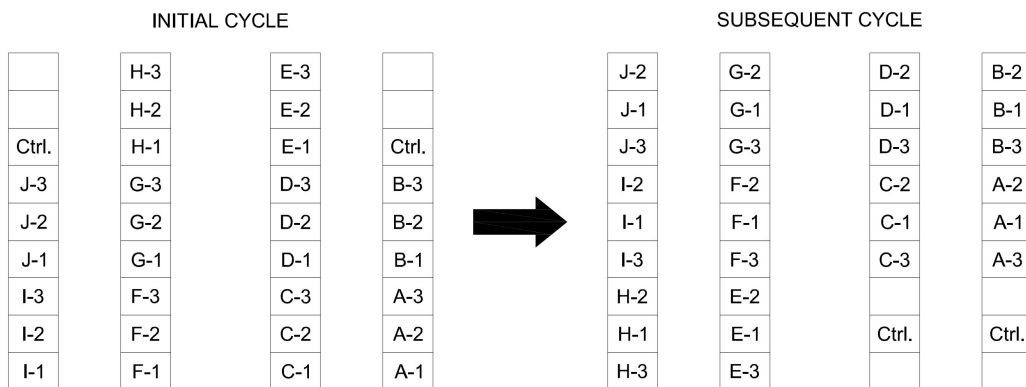 INITIAL CYCLE SUBSEQUENT CYCLE
H-3 E-3 J-2 G-2 D-2 B-2
H-2 E-2 J-1 G-1 D-1 B-1
Ctrl. H-1 E-1 Ctrl. J-3 G-3 D-3 B-3
J-3 G-3 D-3 B-3 I-2 F-2 C-2 A-2
J-2 G-2 D-2 B-2 I-1 F-1 C-1 A-1
J-1 G-1 D-1 B-1 I-3 F-3 C-3 A-3
I-3 F-3 C-3 A-3 H-2 E-2
I-2 F-2 C-2 A-2 H-1 E-1 Ctrl. Ctrl.
I-1 F-1 C-1 A-1 H-3 E-3